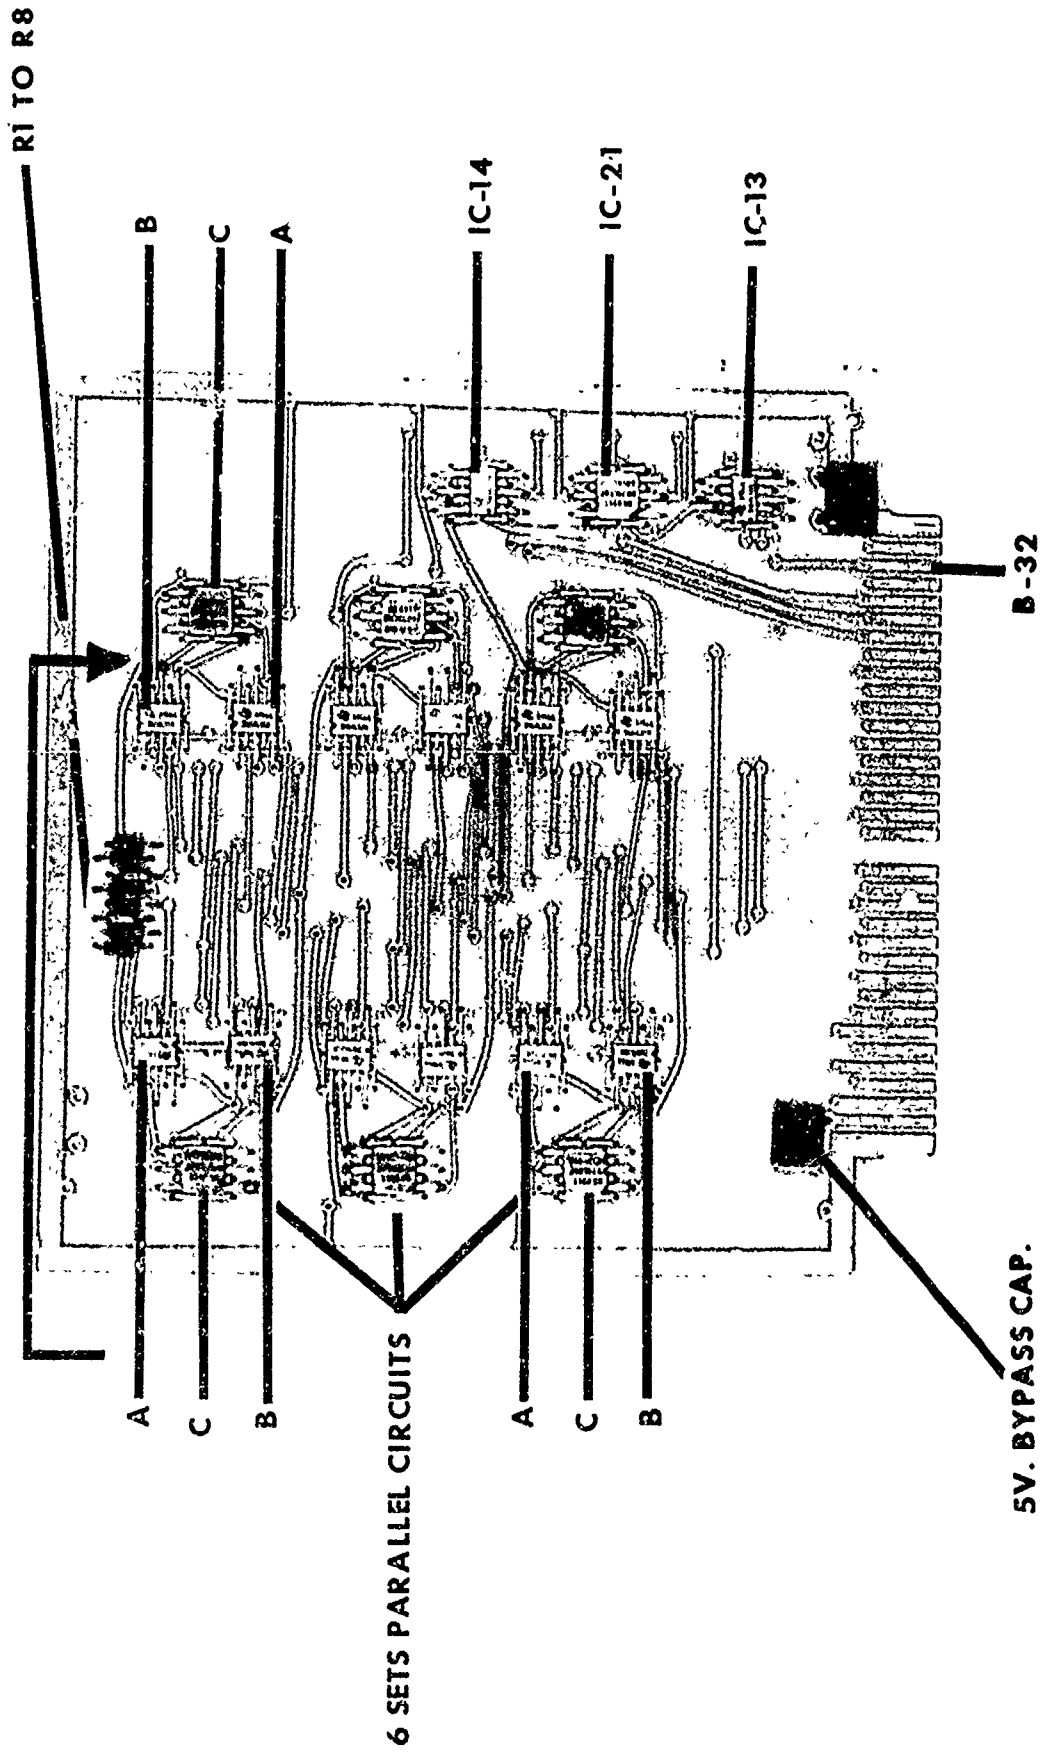 R1 TO R8
B
C
A
IC-14
IC-21
IC-13
B-32
A
C
B
6 SETS PARALLEL CIRCUITS
A
C
B
5V. BYPASS CAP.